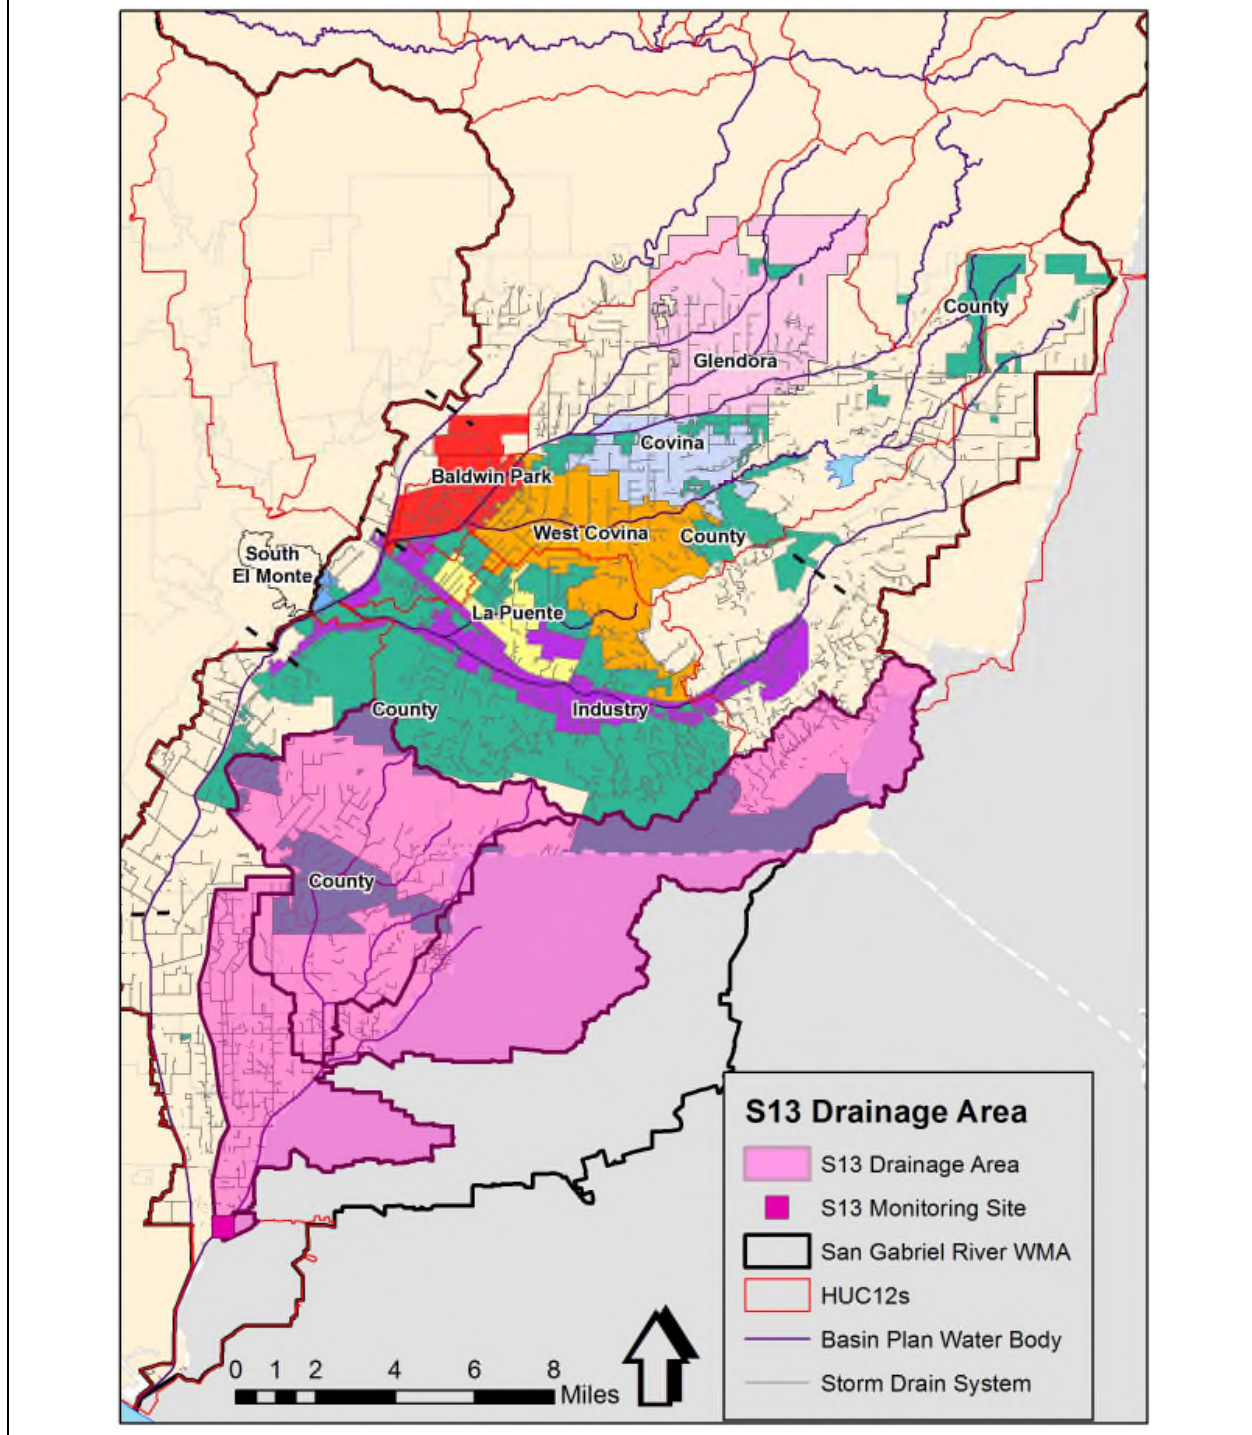 County
Glendora
Covina
Baldwin Park
West Covina
County
South
El Monte
La Puente
County
Industry
County
S13 Drainage Area
S13 Drainage Area
S13 Monitoring Site
San Gabriel River WMA
HUC12s
Basin Plan Water Body
Storm Drain System
0 1 2 4 6 8
Miles